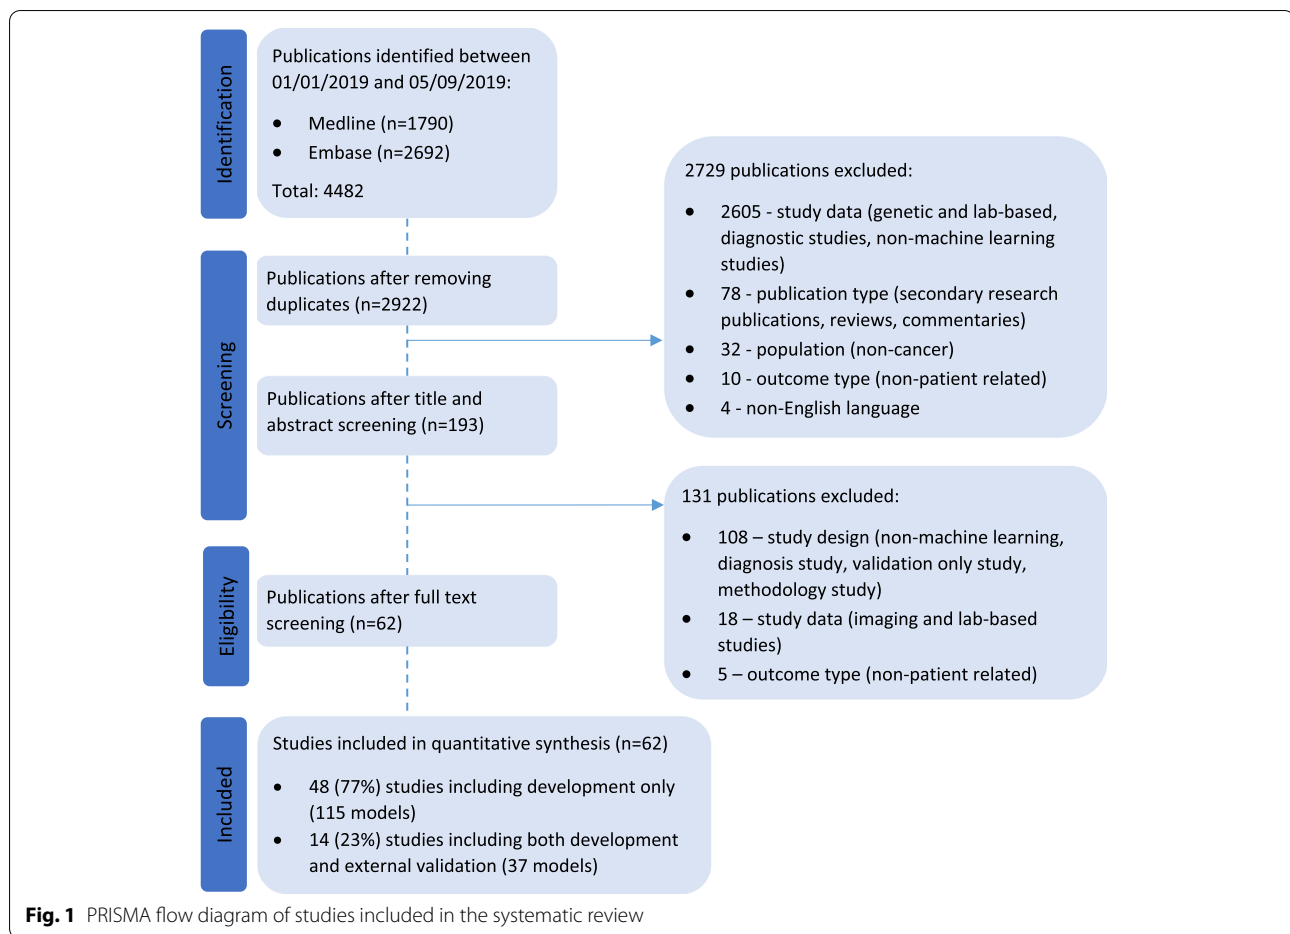 Identification
Publications identified between
01/01/2019 and 05/09/2019:
• Medline (n=1790)
• Embase (n=2692)
Total: 4482
Screening
Publications after removing
duplicates (n=2922)
2729 publications excluded:
• 2605 - study data (genetic and lab-based,
diagnostic studies, non-machine learning
studies)
• 78 - publication type (secondary research
publications, reviews, commentaries)
• 32 - population (non-cancer)
• 10 - outcome type (non-patient related)
• 4 - non-English language
Publications after title and
abstract screening (n=193)
131 publications excluded:
• 108 – study design (non-machine learning,
diagnosis study, validation only study,
methodology study)
• 18 – study data (imaging and lab-based
studies)
• 5 – outcome type (non-patient related)
Eligibility
Publications after full text
screening (n=62)
Included
Studies included in quantitative synthesis (n=62)
• 48 (77%) studies including development only
(115 models)
• 14 (23%) studies including both development
and external validation (37 models)
Fig. 1 PRISMA flow diagram of studies included in the systematic review